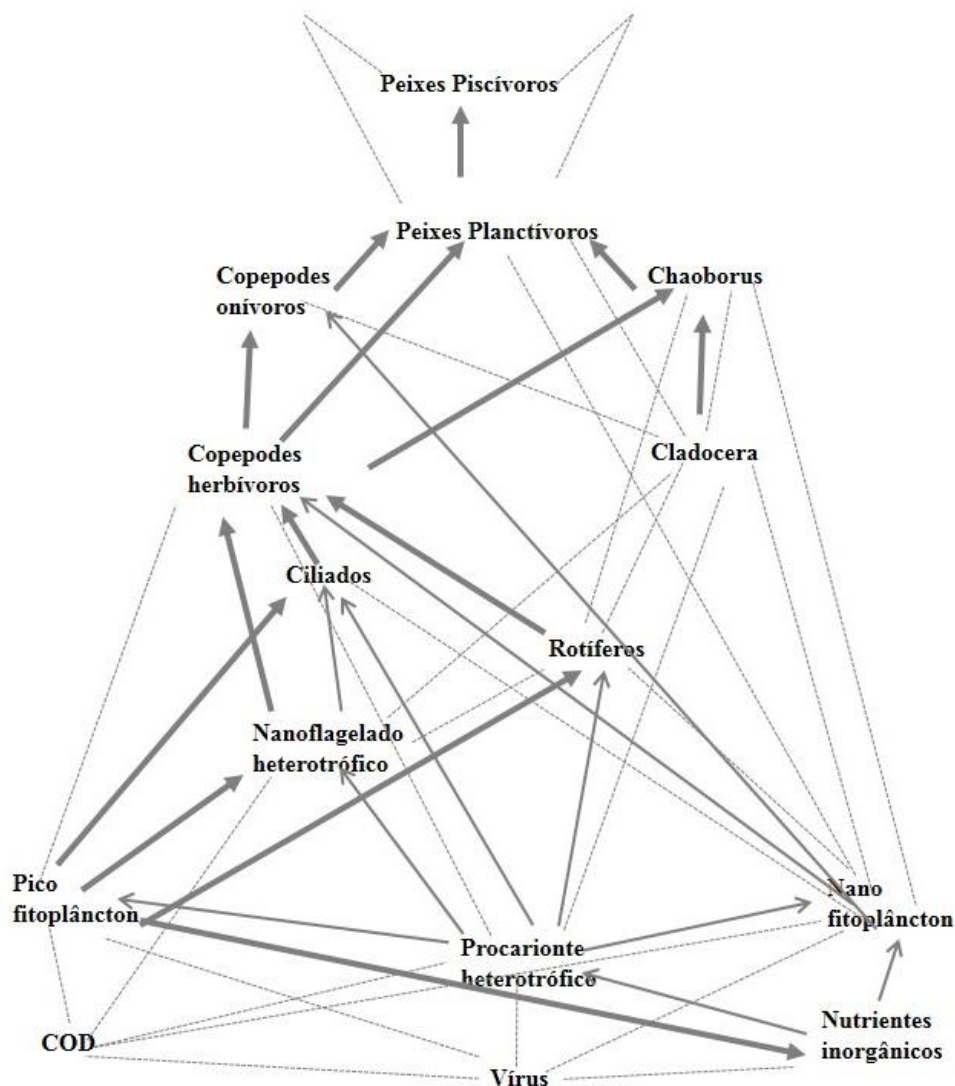 Peixes Piscívoros
Peixes Planctívoros
Copepodes
onívoros
Chaoborus
Copepodes
herbívoros
Cladocera
Ciliados
Rotíferos
Nanoflagelado
heterotrófico
Pico
fitoplâncton
Nano
fitoplâncton
Procarionte
heterotrófico
COD
Nutrientes
inorgânicos
Vírus